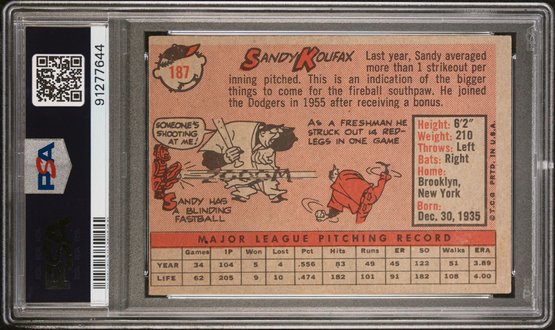 91277644
PSA
187
SANDY KOUFAX
Last year, Sandy averaged
more than 1 strikeout per
inning pitched. This is an indication of the bigger
things to come for the fireball southpaw. He joined
the Dodgers in 1955 after receiving a bonus.
SOMEONE'S
SHOOTING
AT ME!
ZOOOM
SANDY HAS
A BLINDING
FASTBALL
AS A FRESHMAN HE
STRUCK OUT 14 RED-
LEGS IN ONE GAME
Height: 6'2"
Weight: 210
Throws: Left
Bats: Right
Home:
Brooklyn,
New York
Born:
Dec. 30, 1935
©T.C.G. PRTD. IN U.S.A.
MAJOR LEAGUE PITCHING RECORD
Games IP Won Lost Pct. Hits Runs ER SO Walks ERA
YEAR 34 104 5 4 .556 83 49 45 122 51 3.89
LIFE 62 205 9 10 .474 182 101 91 182 108 4.00